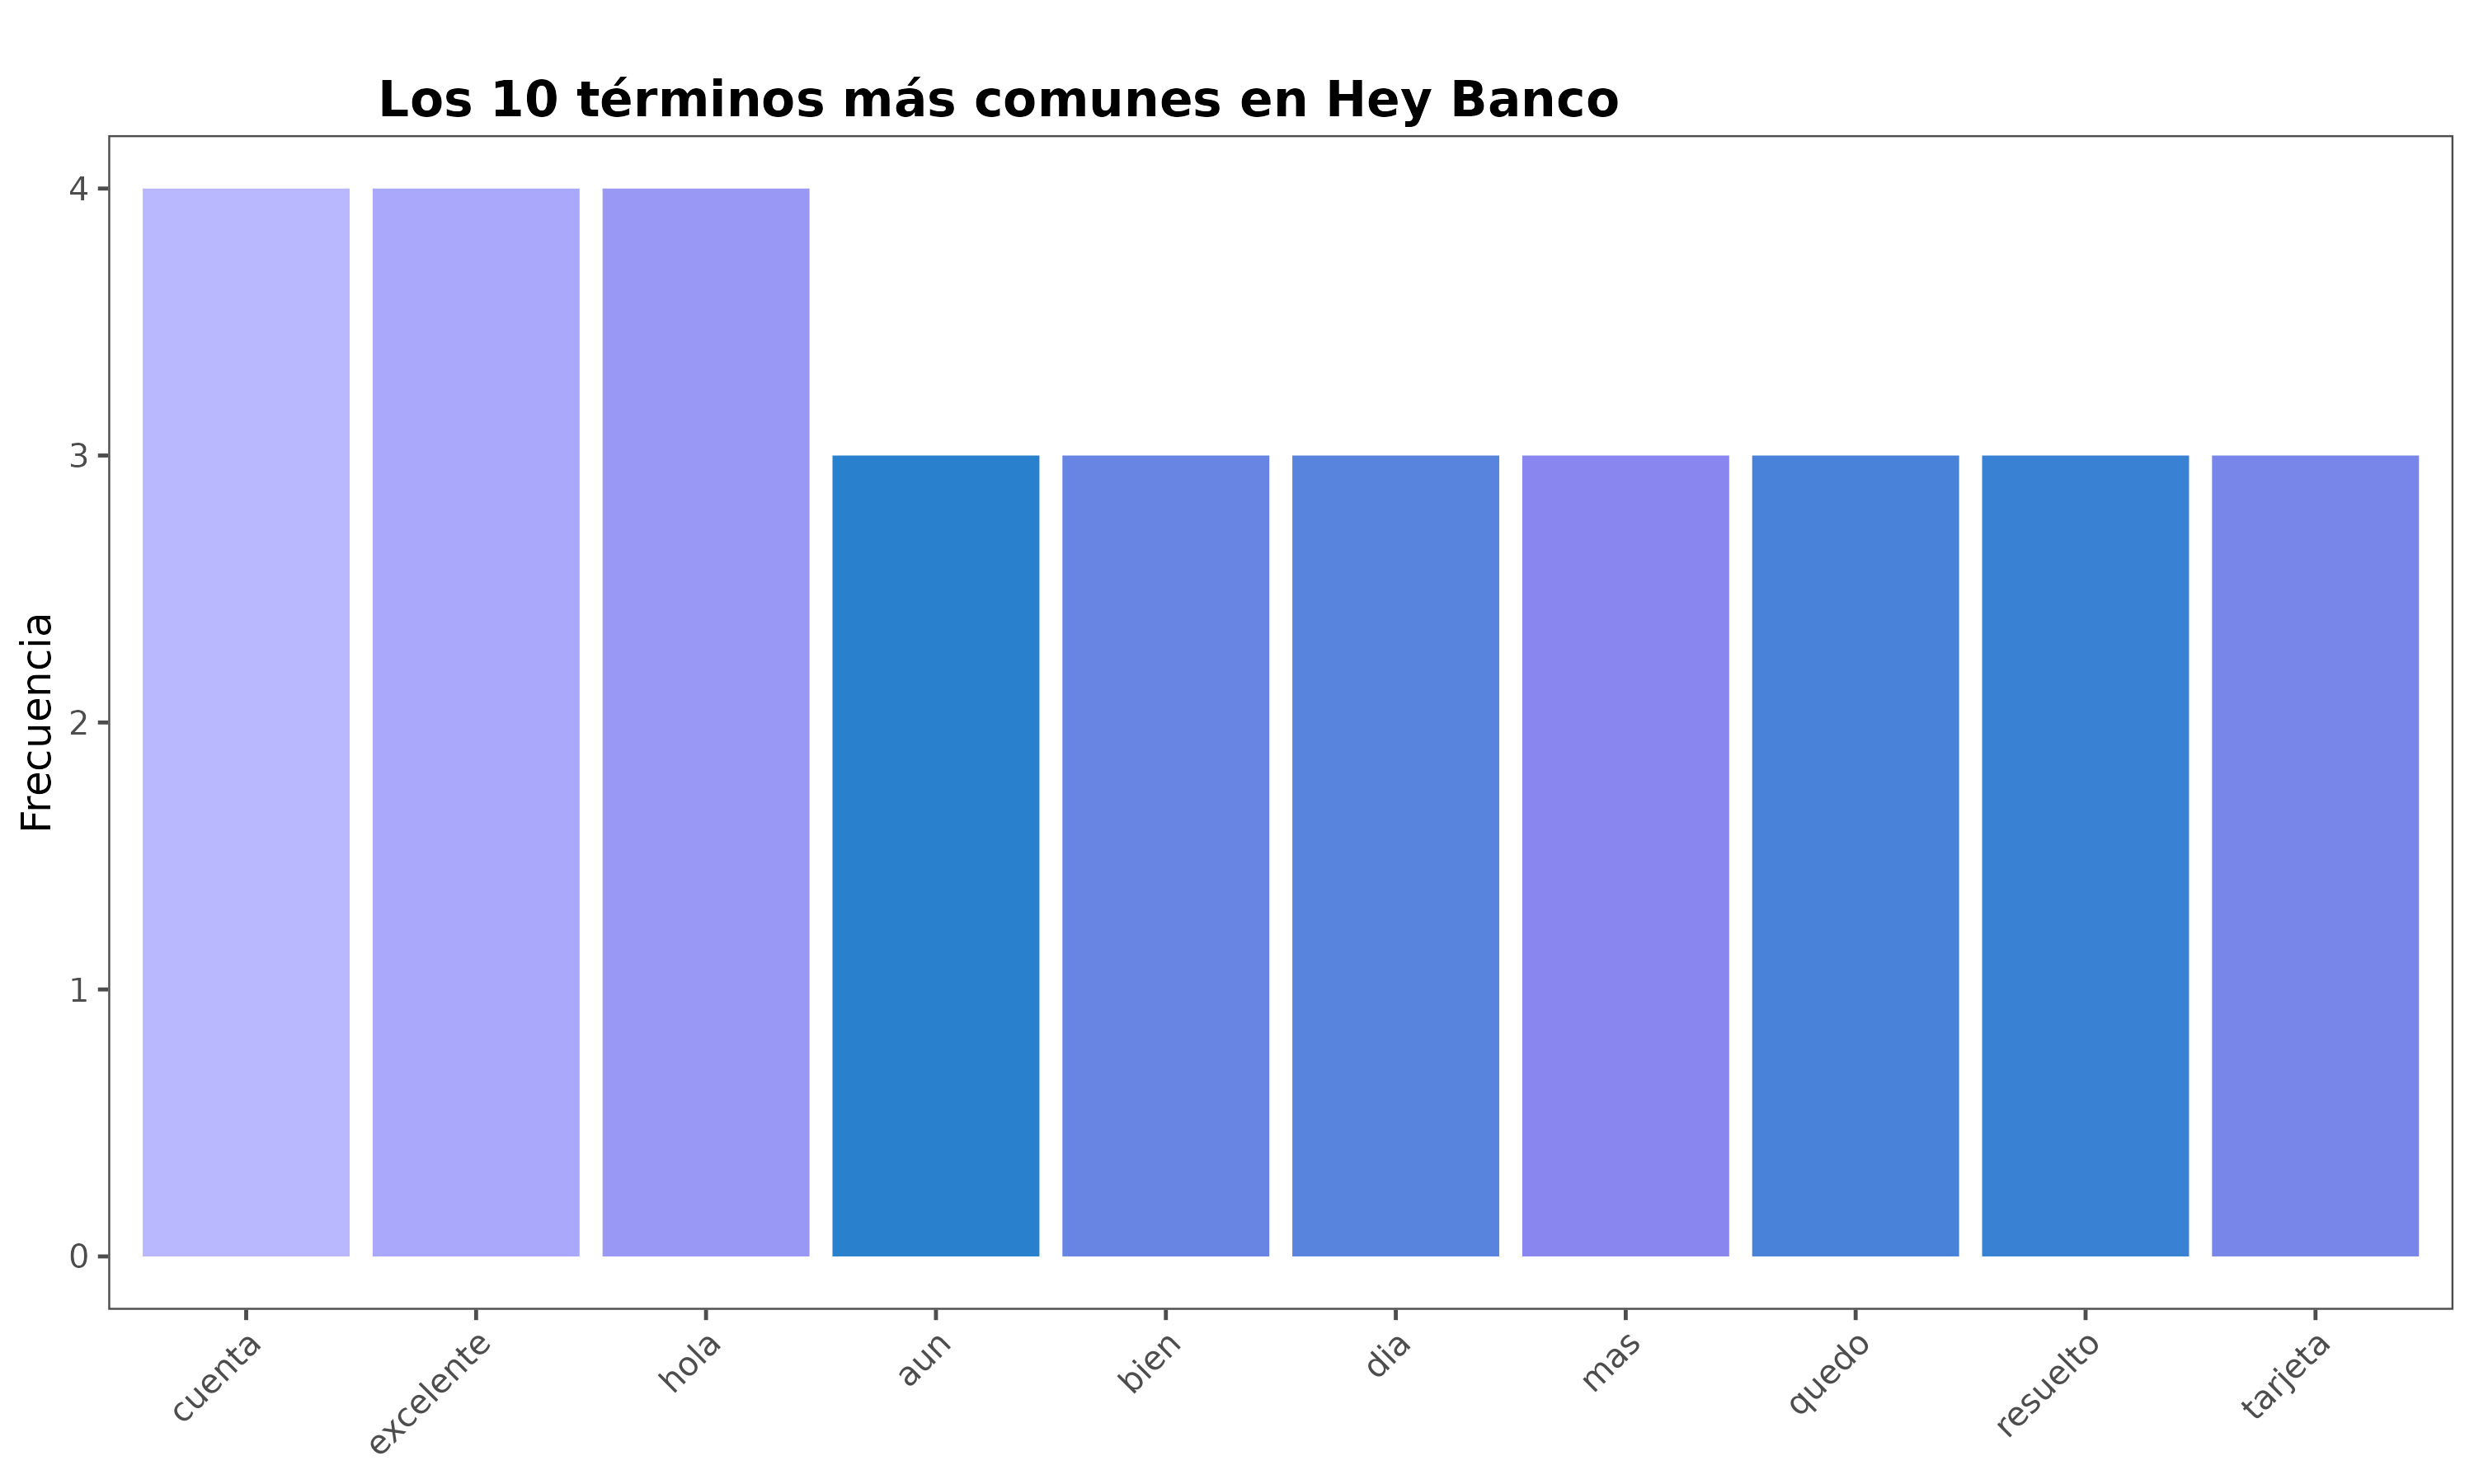 Los 10 términos más comunes en Hey Banco
Frecuencia
4
3
2
1
0
cuenta
excelente
hola
aun
bien
dia
mas
quedo
resuelto
tarjeta